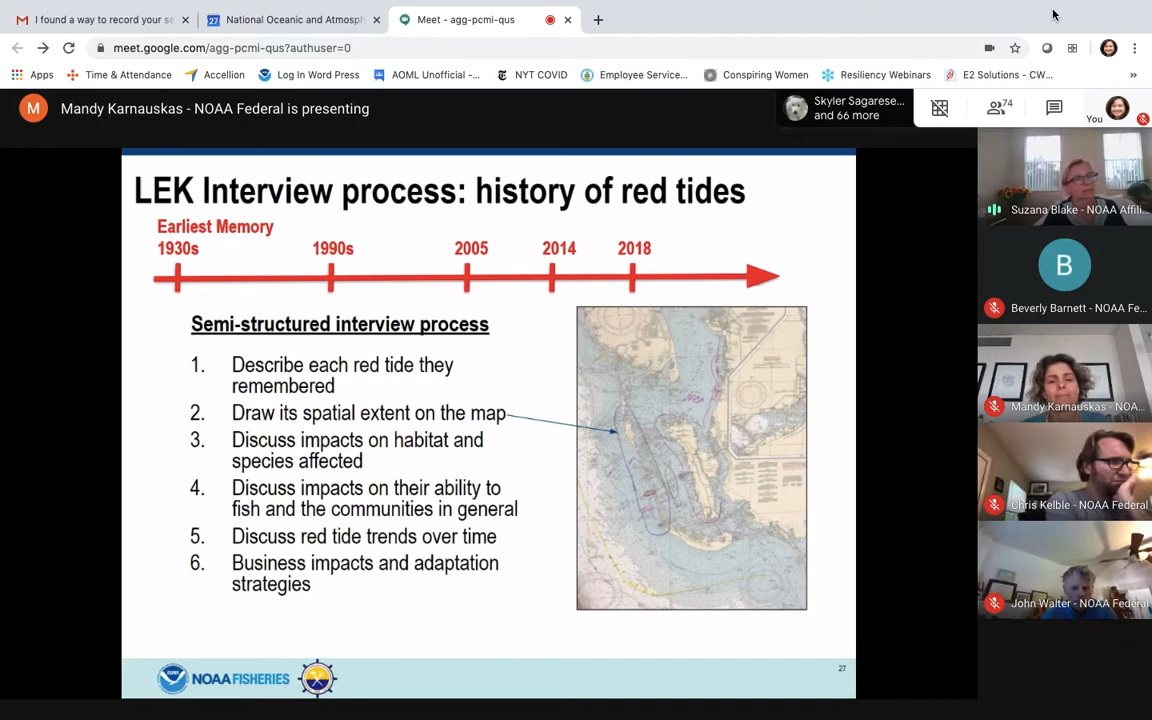 I found a way to record your se
National Oceanic and Atmosph
Meet - agg-pcmi-qus
meet.google.com/agg-pcmi-qus?authuser=0
Apps
Time & Attendance
Accellion
Log In Word Press
AOML Unofficial -...
NYT COVID
Employee Service...
Conspiring Women
Resiliency Webinars
E2 Solutions - CW...
»
M
Mandy Karnauskas - NOAA Federal is presenting
Skyler Sagarese...
and 66 more
74
You
LEK Interview process: history of red tides
Earliest Memory
1930s
1990s
2005
2014
2018
Semi-structured interview process
1. Describe each red tide they
remembered
2. Draw its spatial extent on the map
3. Discuss impacts on habitat and
species affected
4. Discuss impacts on their ability to
fish and the communities in general
5. Discuss red tide trends over time
6. Business impacts and adaptation
strategies
NOAA FISHERIES
27
Suzana Blake - NOAA Affili...
B
Beverly Barnett - NOAA Fe...
Mandy Karnauskas - NOA...
Chris Kelble - NOAA Federal
John Walter - NOAA Federal